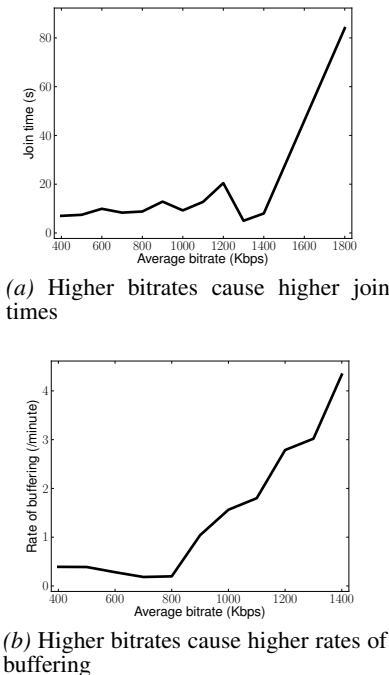 80
60
40
20
0
Join time (s)
400 600 800 1000 1200 1400 1600 1800
Average bitrate (Kbps)
(a) Higher bitrates cause higher join
times
4
3
2
1
0
Rate of buffering (/minute)
400 600 800 1000 1200 1400
Average bitrate (Kbps)
(b) Higher bitrates cause higher rates of
buffering